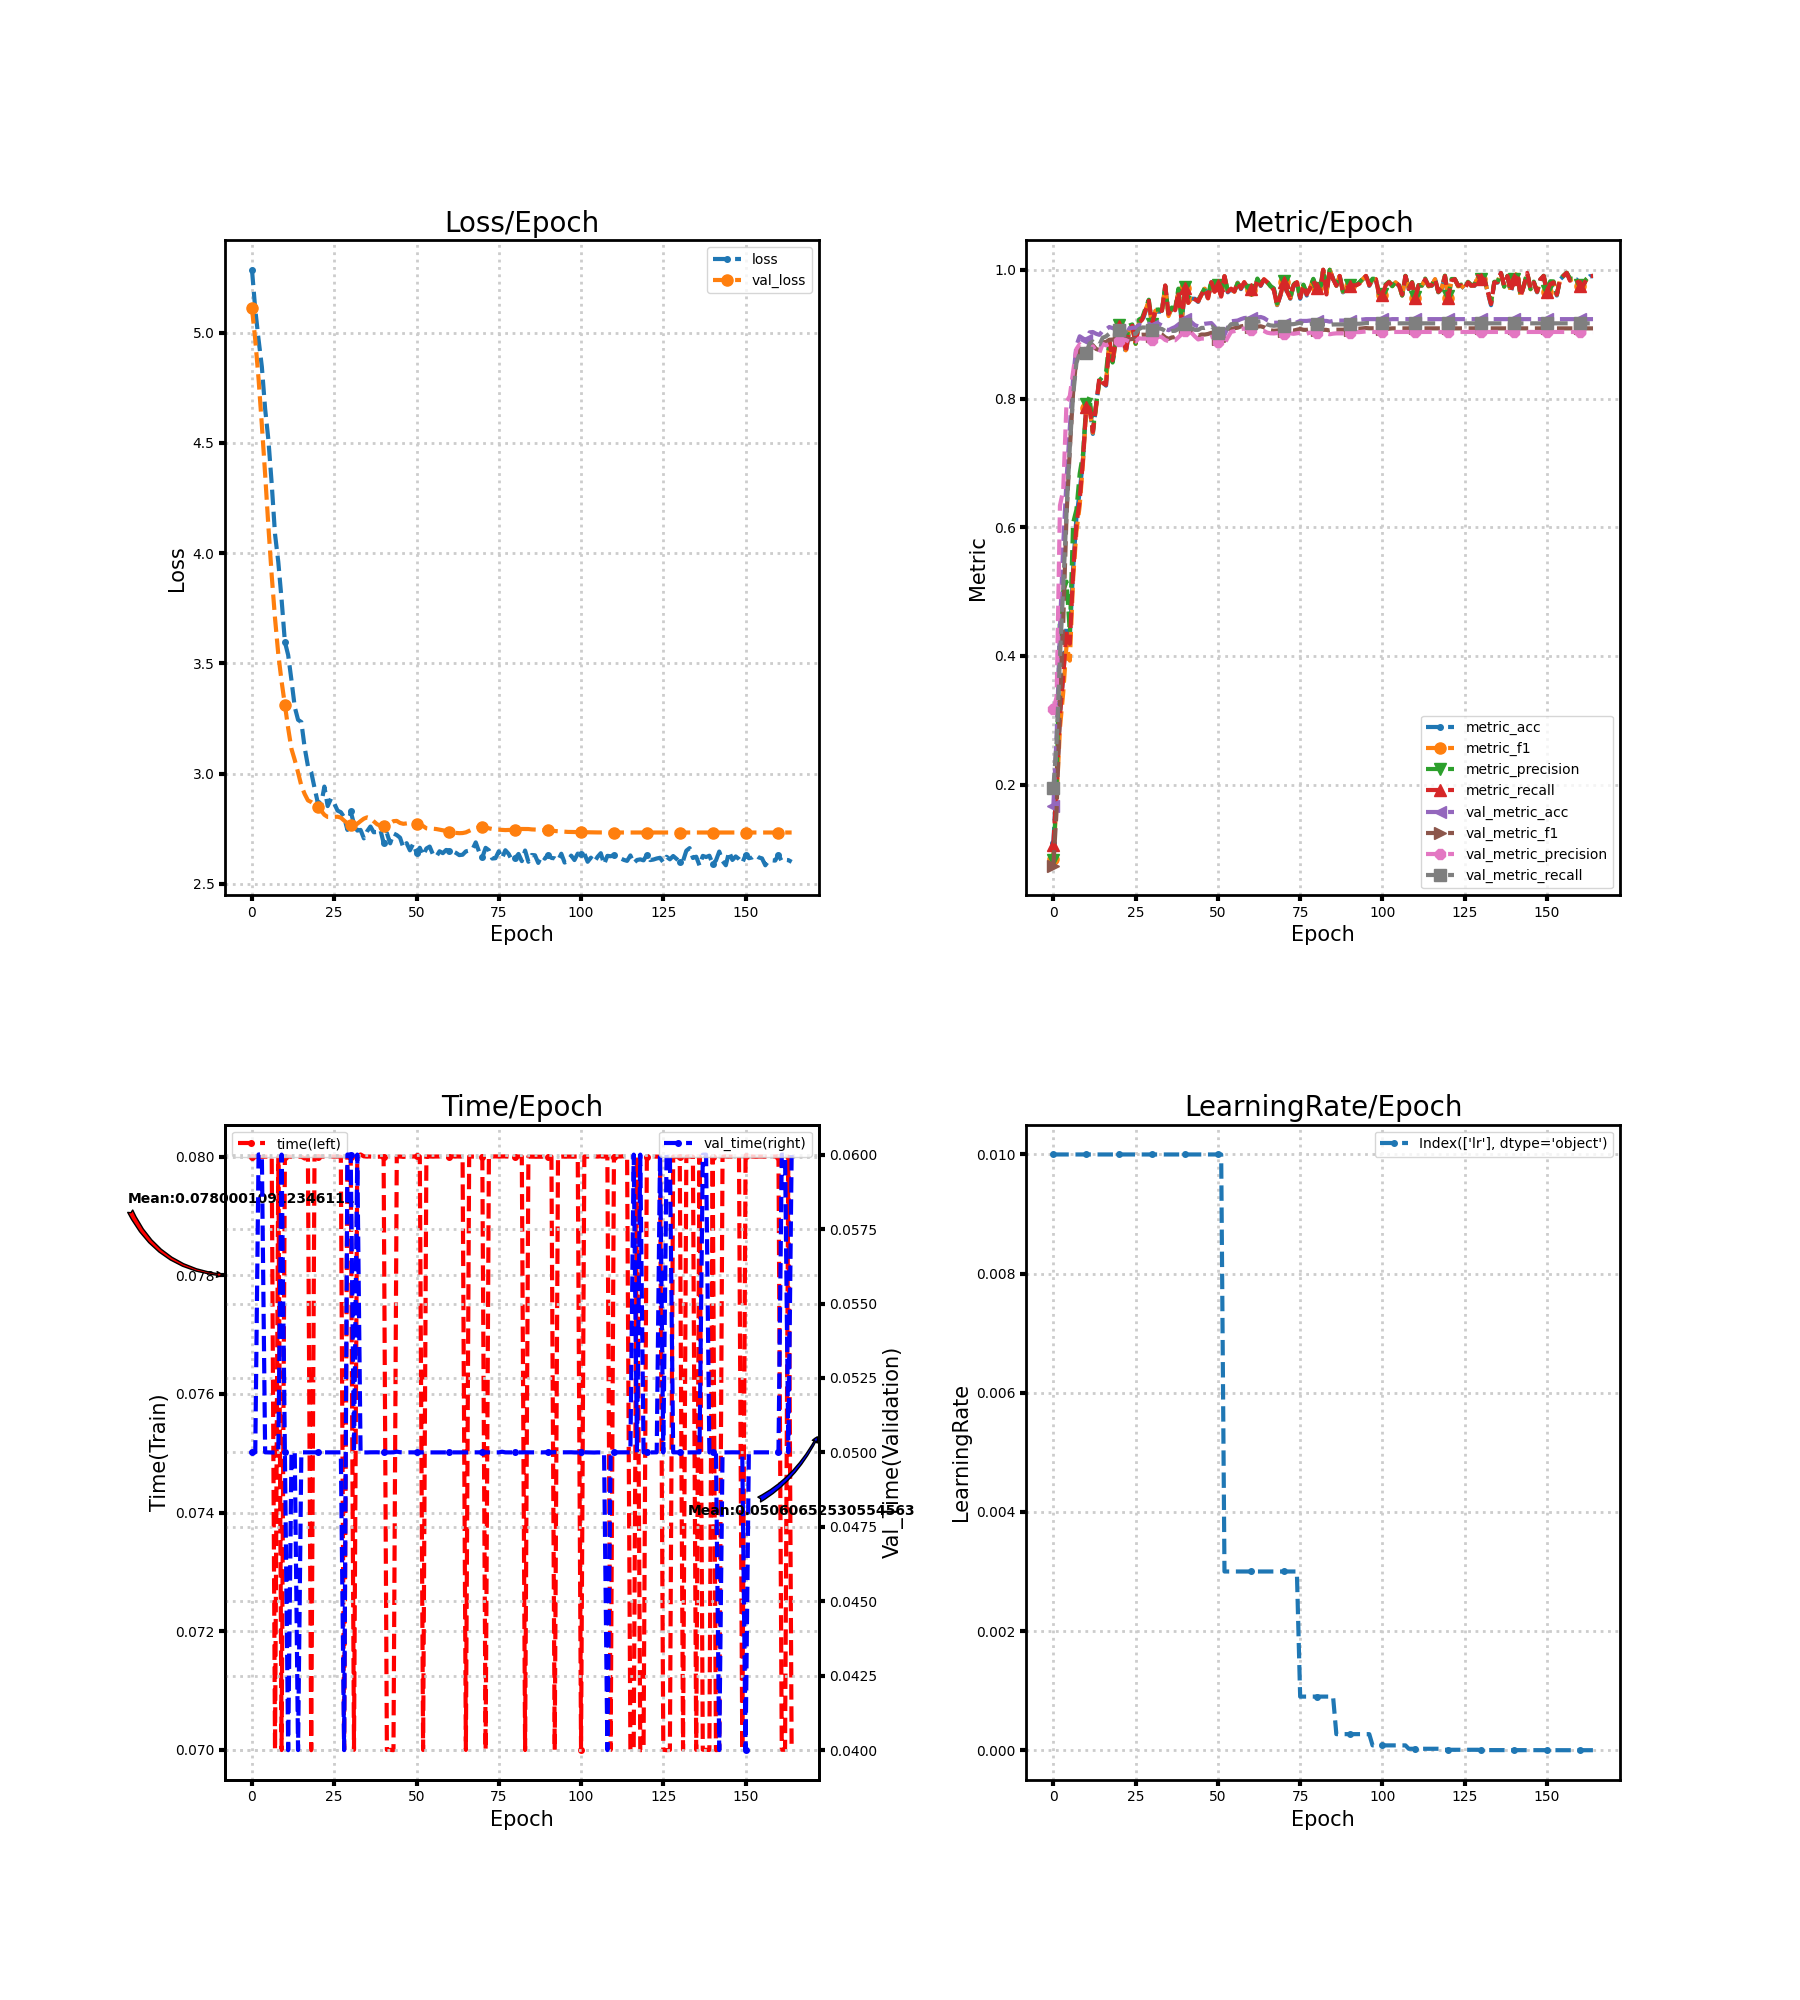 Loss/Epoch
loss
val_loss
5.0
4.5
4.0
3.5
3.0
2.5
Loss
0
25
50
75
100
125
150
Epoch
Metric/Epoch
1.0
0.8
0.6
0.4
0.2
Metric
metric_acc
metric_f1
metric_precision
metric_recall
val_metric_acc
val_metric_f1
val_metric_precision
val_metric_recall
0
25
50
75
100
125
150
Epoch
Time/Epoch
time(left)
val_time(right)
0.080
0.078
0.076
0.074
0.072
0.070
Time(Train)
0.0600
0.0575
0.0550
0.0525
0.0500
0.0475
0.0450
0.0425
0.0400
Val_Time(Validation)
Mean:0.05060652530554563
0
25
50
75
100
125
150
Epoch
LearningRate/Epoch
Index(['lr'], dtype='object')
0.010
0.008
0.006
0.004
0.002
0.000
LearningRate
0
25
50
75
100
125
150
Epoch